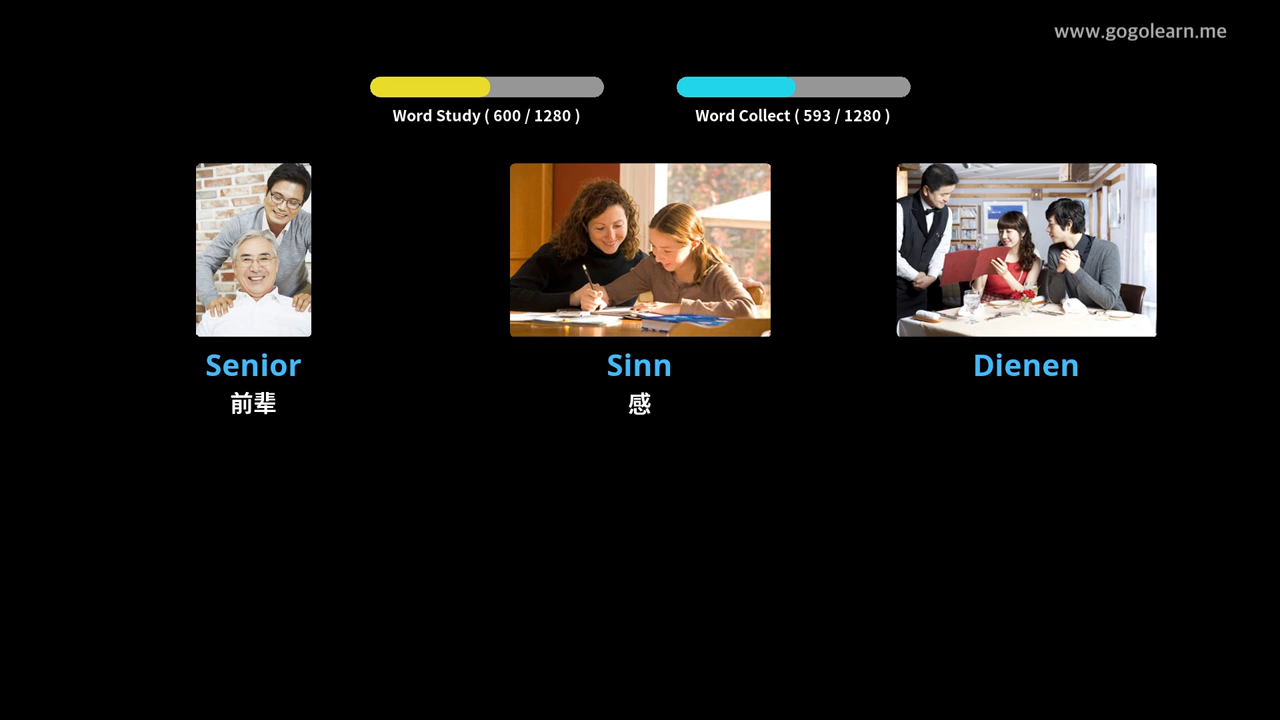 www.gogolearn.me
Word Study ( 600 / 1280 )
Word Collect ( 593 / 1280 )
Senior
前辈
Sinn
感
Dienen